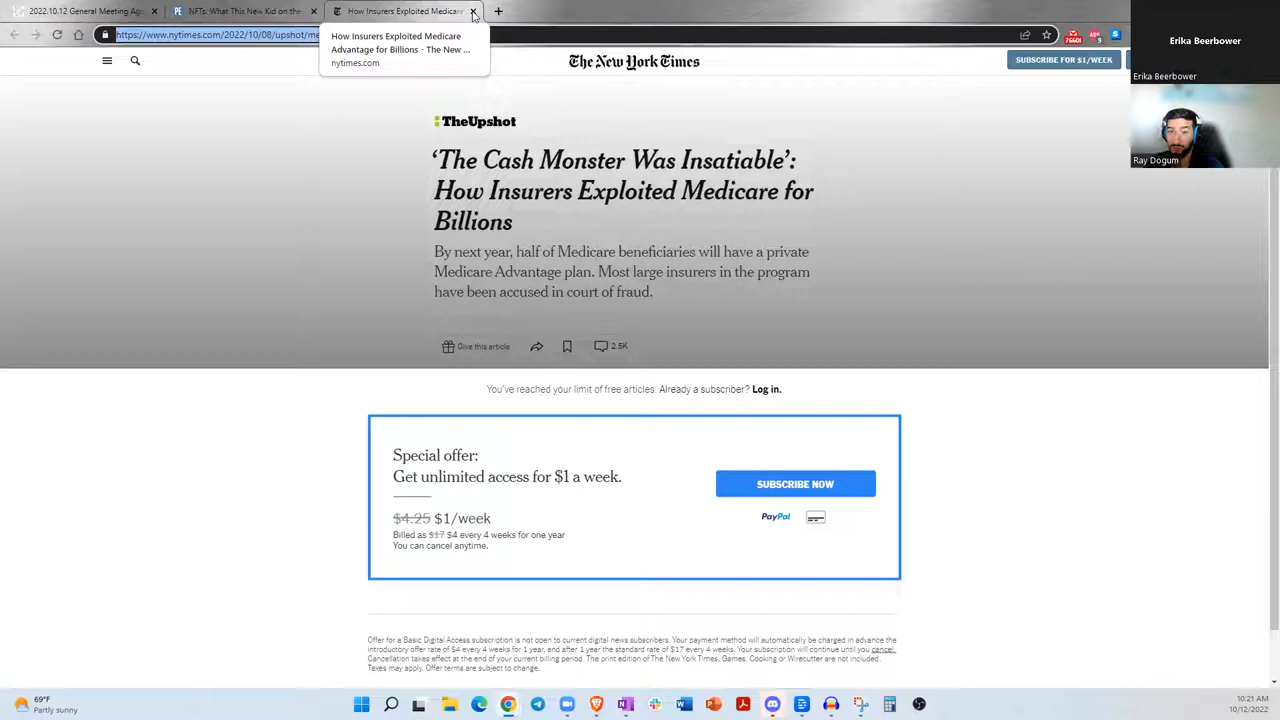 2022.10.12 General Meeting Age
NFTs: What This New Kid on the
How Insurers Exploited Medicare
https://www.nytimes.com/2022/10/08/upshot/me
How Insurers Exploited Medicare
Advantage for Billions - The New ...
nytimes.com
The New York Times
SUBSCRIBE FOR $1/WEEK
Erika Beerbower
Erika Beerbower
Ray Dogum
TheUpshot
‘The Cash Monster Was Insatiable’:
How Insurers Exploited Medicare for
Billions
By next year, half of Medicare beneficiaries will have a private
Medicare Advantage plan. Most large insurers in the program
have been accused in court of fraud.
Give this article
2.5K
You’ve reached your limit of free articles. Already a subscriber? Log in.
Special offer:
Get unlimited access for $1 a week.
$4.25 $1/week
Billed as $17 $4 every 4 weeks for one year
You can cancel anytime.
SUBSCRIBE NOW
PayPal
Offer for a Basic Digital Access subscription is not open to current digital news subscribers. Your payment method will automatically be charged in advance the
introductory offer rate of $4 every 4 weeks for 1 year, and after 1 year the standard rate of $17 every 4 weeks. Your subscription will continue until you cancel.
Cancellation takes effect at the end of your current billing period. The print edition of The New York Times, Games, Cooking or Wirecutter are not included.
Taxes may apply. Offer terms are subject to change.
69°F
Partly sunny
10:21 AM
10/12/2022